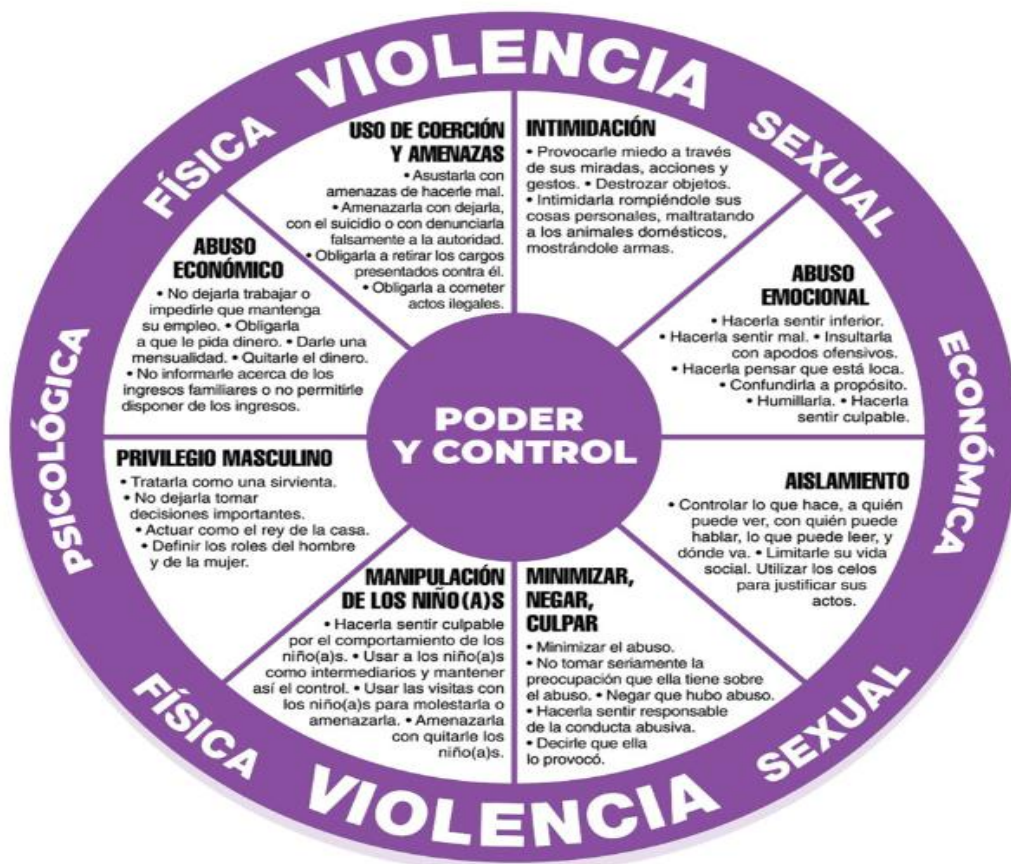 VIOLENCIA
FÍSICA
SEXUAL
PSICOLÓGICA
ECONÓMICA
USO DE COERCIÓN
Y AMENAZAS
• Asustarla con
amenazas de hacerle mal.
• Amenazarla con dejarla,
con el suicidio o con denunciarla
falsamente a la autoridad.
• Obligarla a retirar los cargos
presentados contra él.
• Obligarla a cometer
actos ilegales.
INTIMIDACIÓN
• Provocarle miedo a través
de sus miradas, acciones y
gestos. • Destrozar objetos.
• Intimidarla rompiéndole sus
cosas personales, maltratando
a los animales domésticos,
mostrándole armas.
ABUSO
ECONÓMICO
• No dejarla trabajar o
impedirle que mantenga
su empleo. • Obligarla
a que le pida dinero. • Darle una
mensualidad. • Quitarle el dinero.
• No informarle acerca de los
ingresos familiares o no permitirle
disponer de los ingresos.
ABUSO
EMOCIONAL
• Hacerla sentir inferior.
• Hacerla sentir mal. • Insultarla
con apodos ofensivos.
• Hacerla pensar que está loca.
• Confundirla a propósito.
• Humillarla. • Hacerla
sentir culpable.
PODER
Y CONTROL
PRIVILEGIO MASCULINO
• Tratarla como una sirvienta.
• No dejarla tomar
decisiones importantes.
• Actuar como el rey de la casa.
• Definir los roles del hombre
y de la mujer.
AISLAMIENTO
• Controlar lo que hace, a quién
puede ver, con quién puede
hablar, lo que puede leer, y
dónde va. • Limitarle su vida
social. Utilizar los celos
para justificar sus
actos.
MANIPULACIÓN
DE LOS NIÑO(A)S
• Hacerla sentir culpable
por el comportamiento de los
niño(a)s. • Usar a los niño(a)s
como intermediarios y mantener
así el control. • Usar las visitas con
los niño(a)s para molestarla o
amenazarla. • Amenazarla
con quitarle los
niño(a)s.
MINIMIZAR,
NEGAR,
CULPAR
• Minimizar el abuso.
• No tomar seriamente la
preocupación que ella tiene sobre
el abuso. • Negar que hubo abuso.
• Hacerla sentir responsable
de la conducta abusiva.
• Decirle que ella
lo provocó.
FÍSICA
VIOLENCIA
SEXUAL